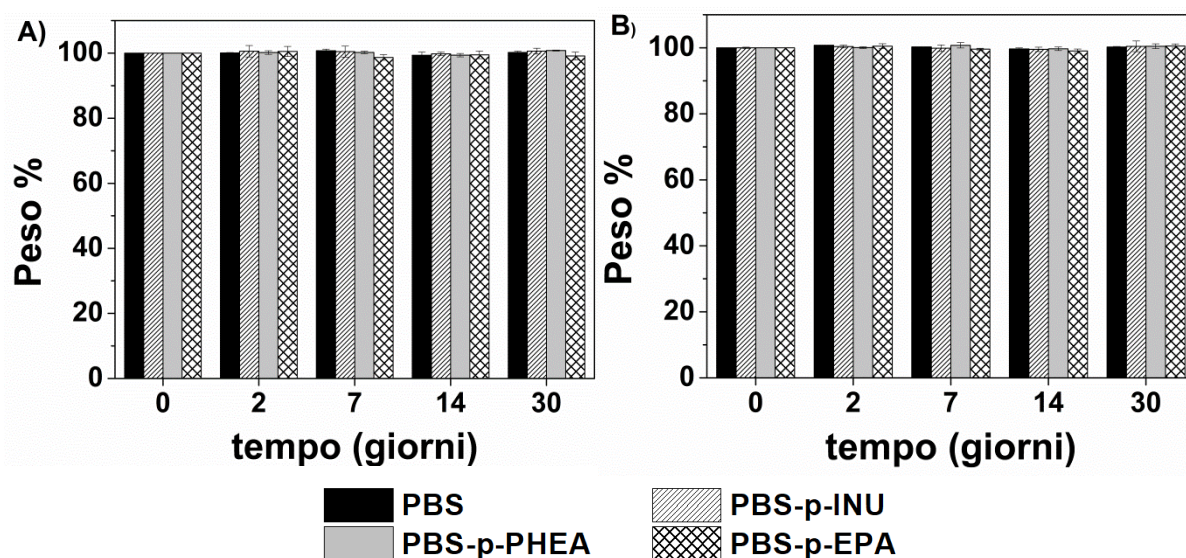 A)
Peso %
100
80
60
40
20
0
0 2 7 14 30
tempo (giorni)
B)
Peso %
100
80
60
40
20
0
0 2 7 14 30
tempo (giorni)
PBS
PBS-p-INU
PBS-p-PHEA
PBS-p-EPA